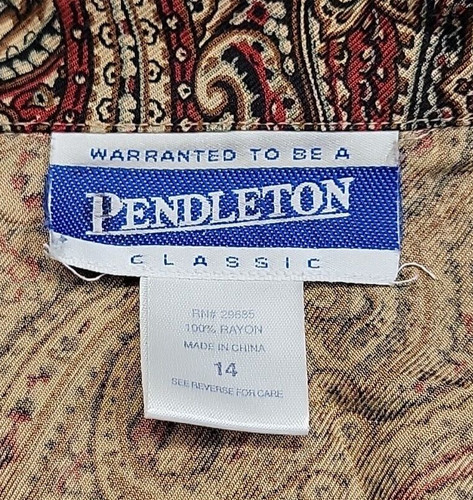 WARRANTED TO BE A
PENDLETON
CLASSIC
RN# 29685
100% RAYON
MADE IN CHINA
14
SEE REVERSE FOR CARE